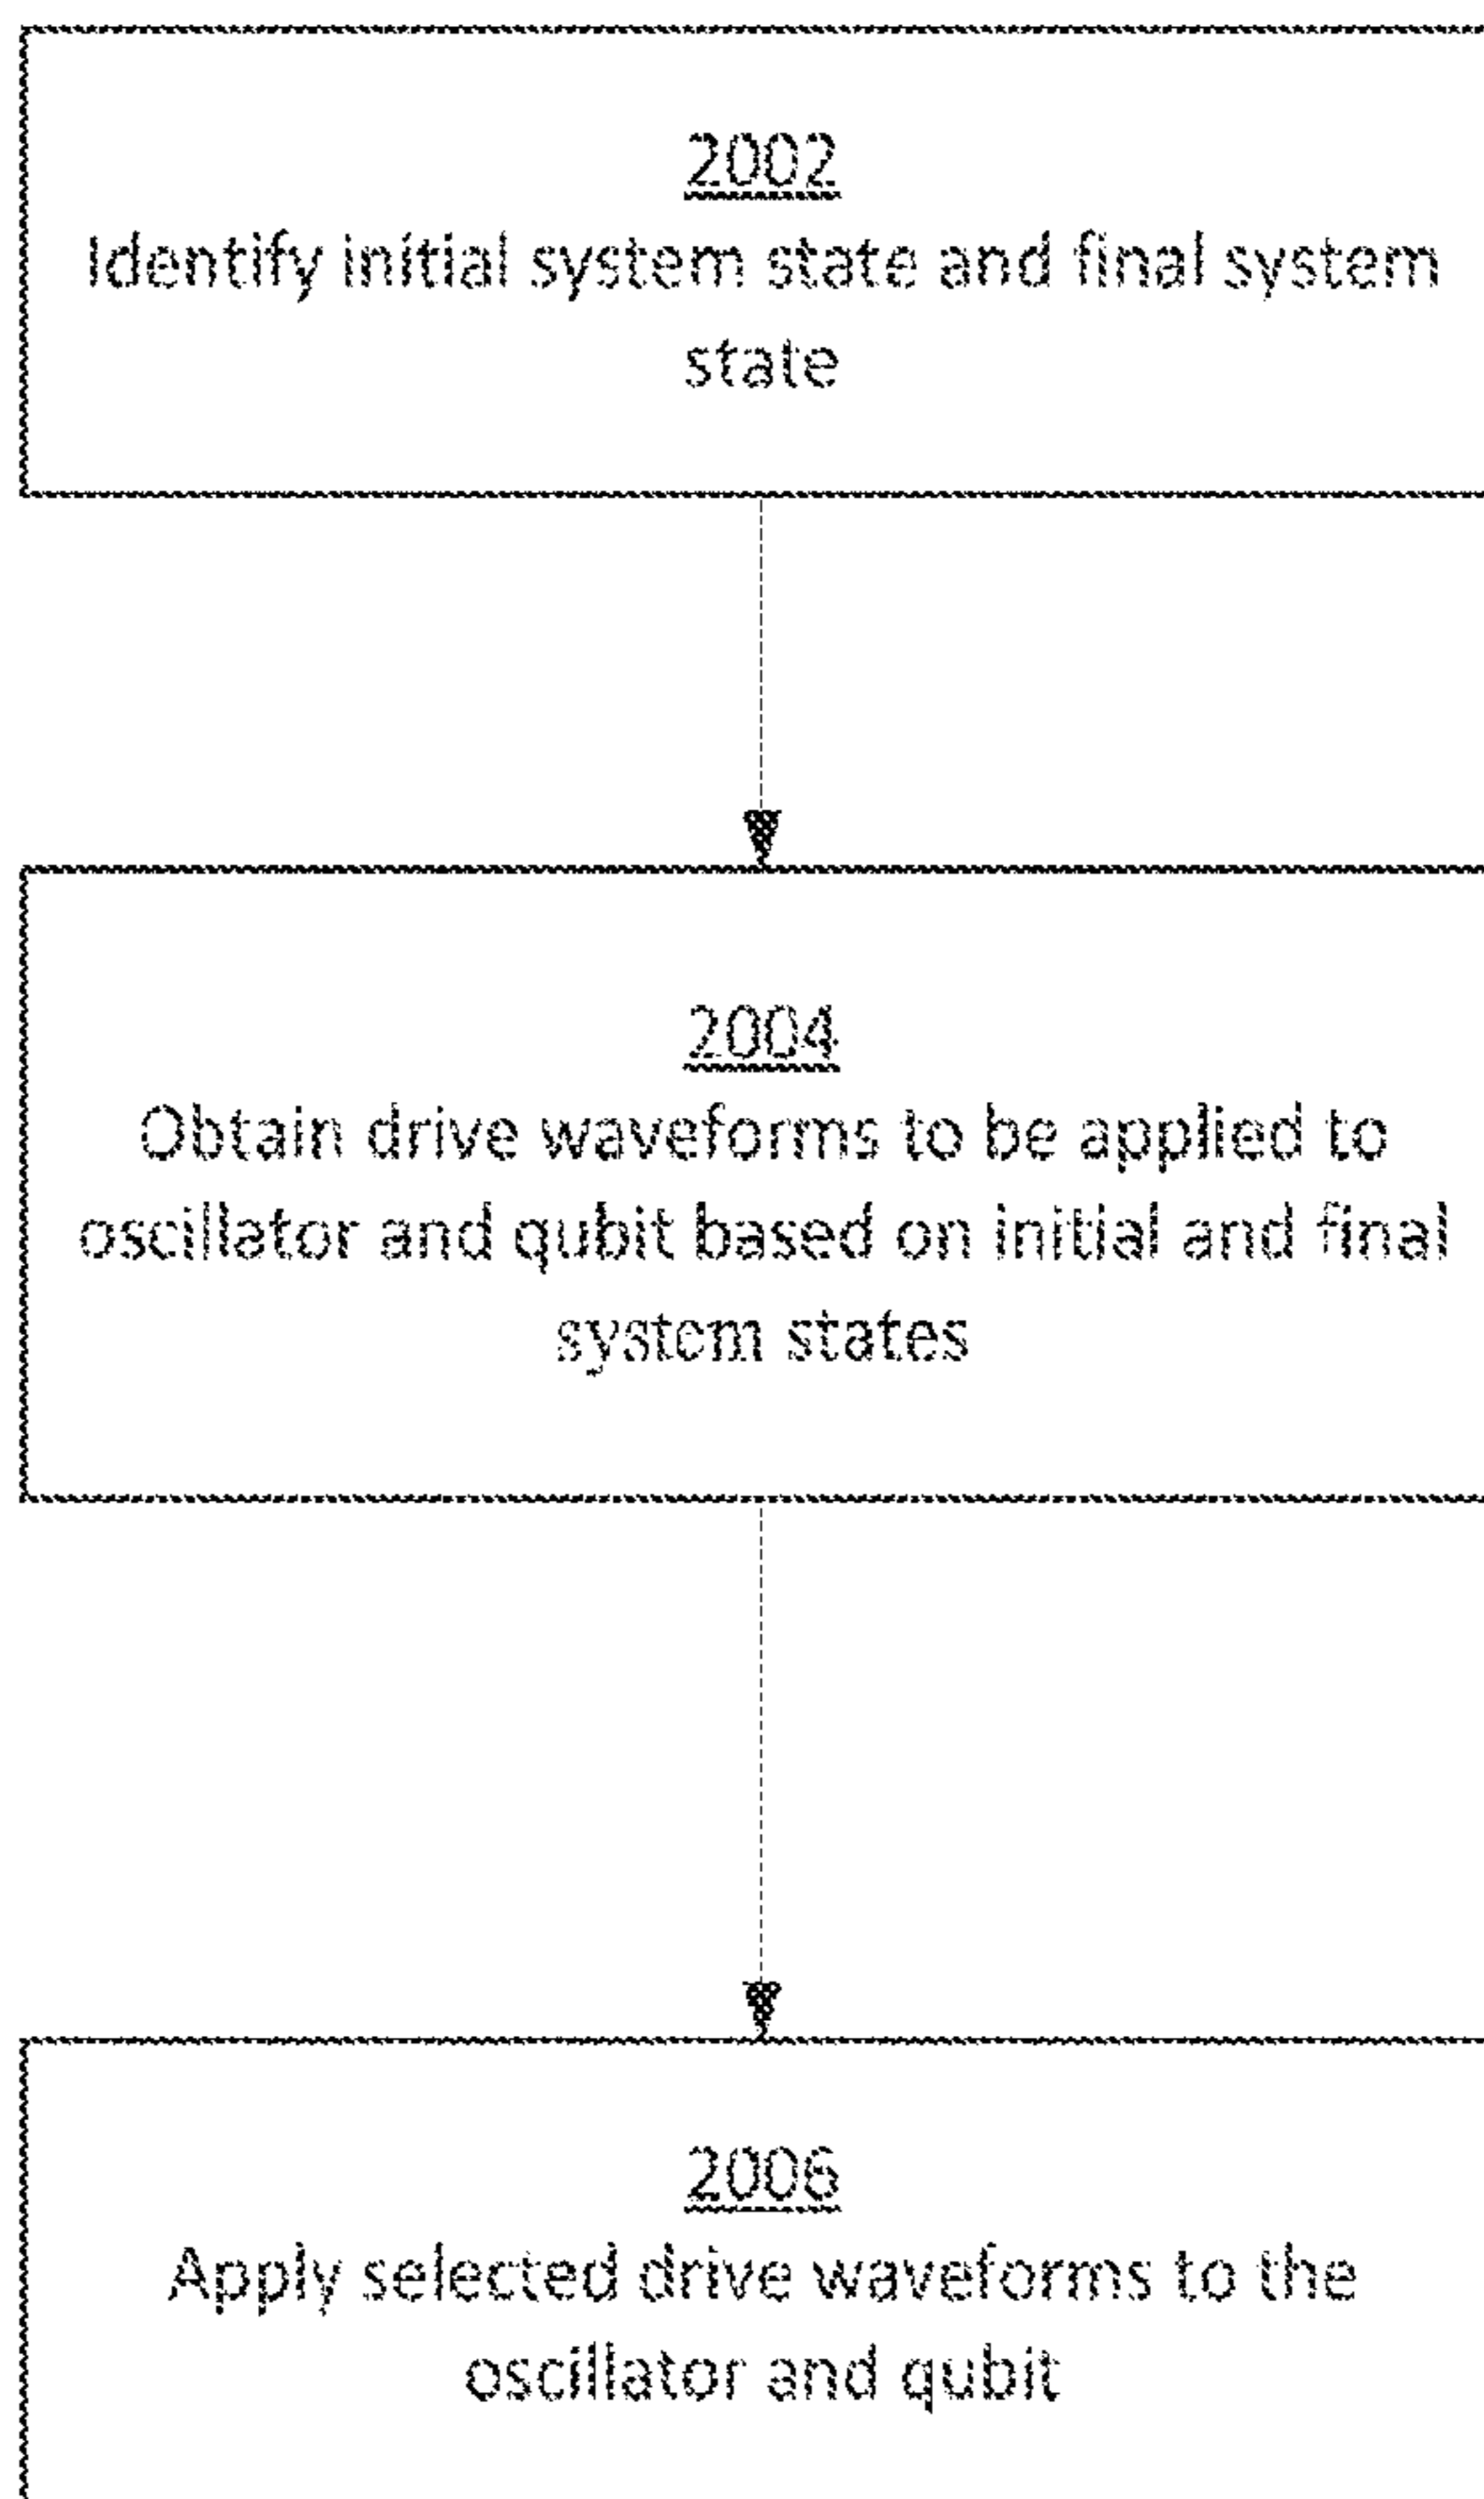 2002
Identify initial system state and final system
state
2004
Obtain drive waveforms to be applied to
oscillator and qubit based on initial and final
system states
2006
Apply selected drive waveforms to the
oscillator and qubit